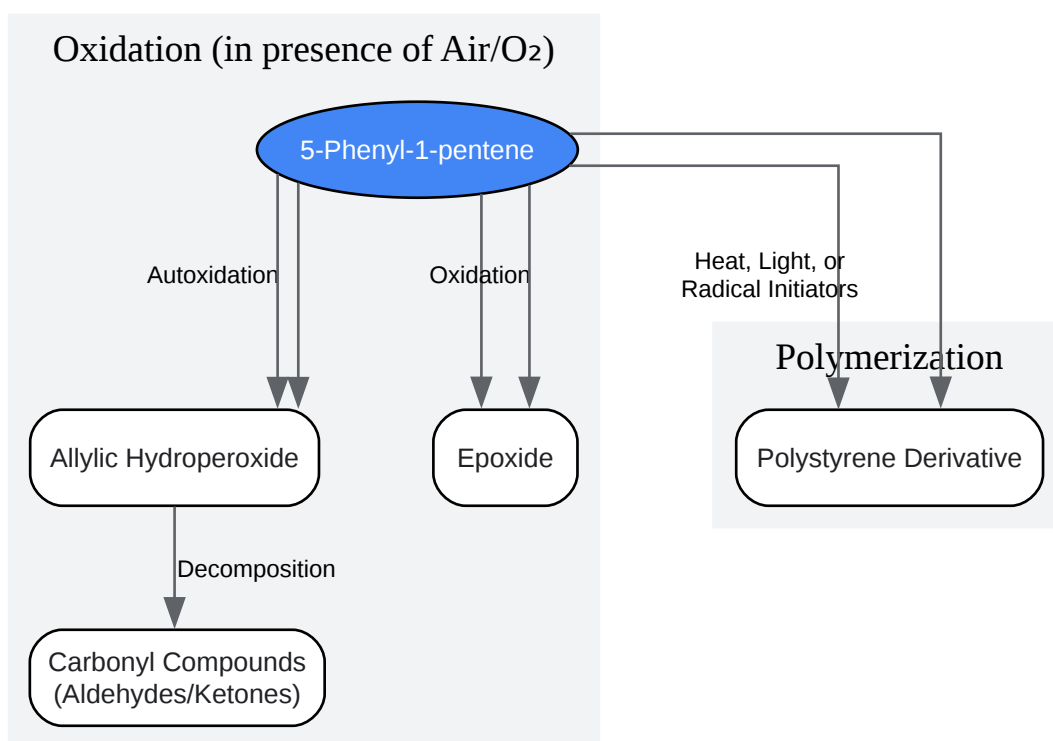 Oxidation (in presence of Air/O₂)
5-Phenyl-1-pentene
Autoxidation
Oxidation
Heat, Light, or
Radical Initiators
Polymerization
Allylic Hydroperoxide
Epoxide
Polystyrene Derivative
Decomposition
Carbonyl Compounds
(Aldehydes/Ketones)